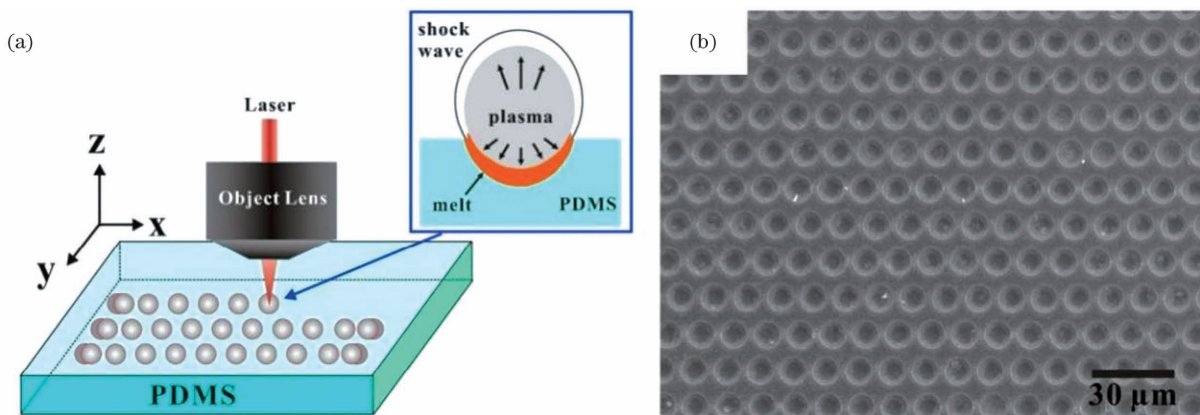 (a)
shock
wave
plasma
melt
PDMS
Laser
Object Lens
z
x
y
PDMS
(b)
30 μm